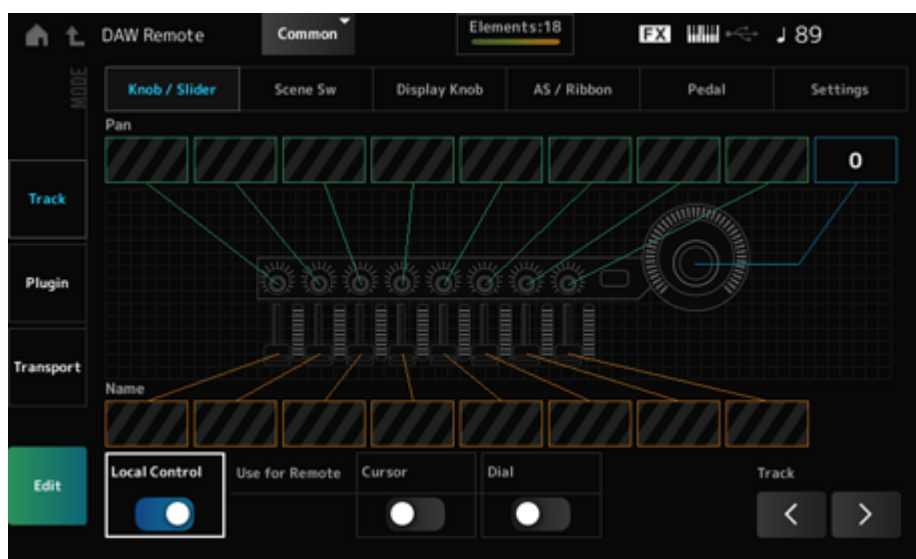 DAW Remote
Common
Elements:18
FX
♩ 89
MODE
Knob / Slider
Scene Sw
Display Knob
AS / Ribbon
Pedal
Settings
Pan
0
Track
Plugin
Transport
Name
Edit
Local Control
Use for Remote
Cursor
Dial
Track